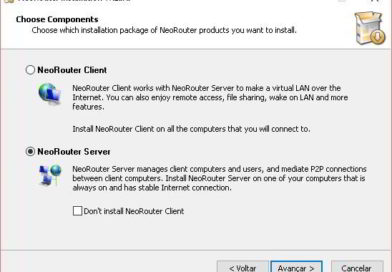 NeoRouter Installation Wizard
Choose Components
Choose which installation package of NeoRouter products you want to install.
NeoRouter Client
NeoRouter Client works with NeoRouter Server to make a virtual LAN over the
Internet. You can also enjoy remote access, file sharing, wake on LAN and more
features.
Install NeoRouter Client on all the computers that you will connect to.
NeoRouter Server
NeoRouter Server manages client computers and users, and mediate P2P connections
between client computers. Install NeoRouter Server on one of your computers that is
always on and has stable Internet connection.
Don't install NeoRouter Client
< Voltar
Avançar >
Cancelar